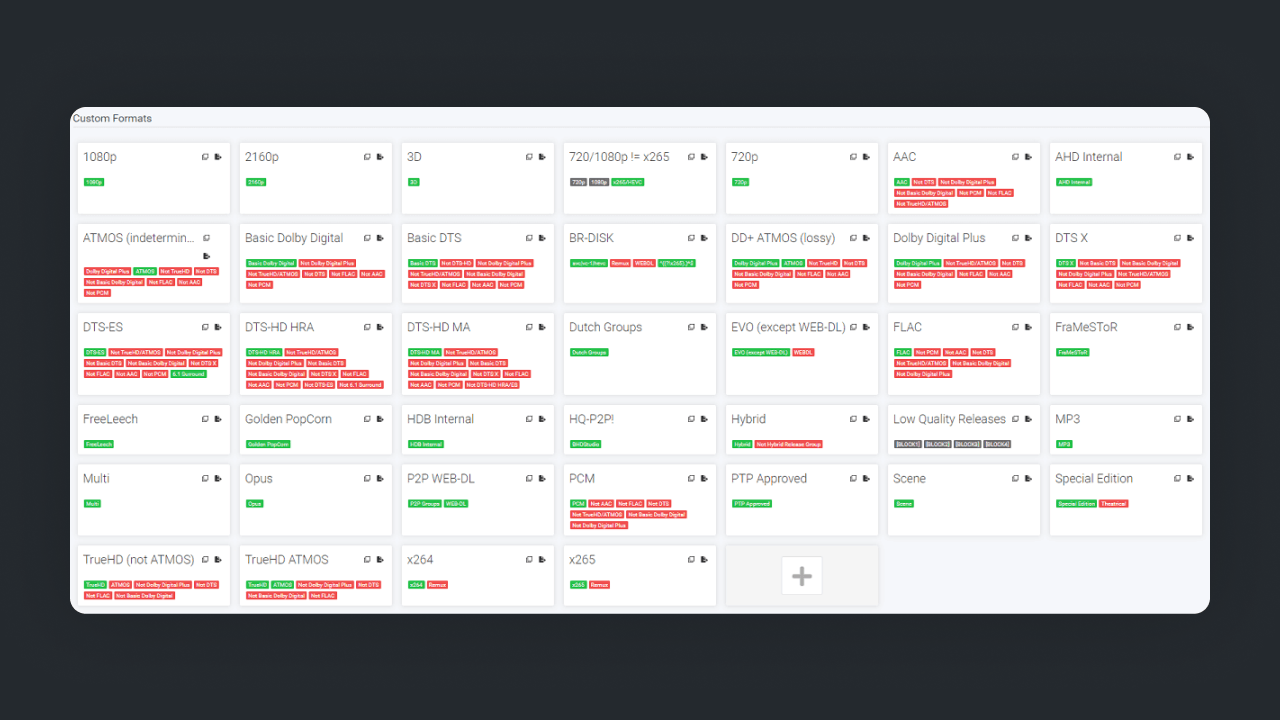 Custom Formats
1080p
1080p
2160p
2160p
3D
3D
720/1080p != x265
720p 1080p x265/HEVC
720p
720p
AAC
AAC Not DTS Not Dolby Digital Plus
Not Basic Dolby Digital Not PCM Not FLAC
Not TrueHD/ATMOS
AHD Internal
AHD Internal
ATMOS (indetermin...
Dolby Digital Plus ATMOS Not TrueHD Not DTS
Not Basic Dolby Digital Not FLAC Not AAC
Not PCM
Basic Dolby Digital
Basic Dolby Digital Not Dolby Digital Plus
Not TrueHD/ATMOS Not DTS Not FLAC Not AAC
Not PCM
Basic DTS
Basic DTS Not DTS-HD Not Dolby Digital Plus
Not TrueHD/ATMOS Not Basic Dolby Digital
Not DTS X Not FLAC Not AAC Not PCM
BR-DISK
Remux WEBDL
DD+ ATMOS (lossy)
Dolby Digital Plus ATMOS Not TrueHD Not DTS
Not Basic Dolby Digital Not FLAC Not AAC
Not PCM
Dolby Digital Plus
Dolby Digital Plus Not TrueHD/ATMOS Not DTS
Not Basic Dolby Digital Not FLAC Not AAC
Not PCM
DTS X
DTS X Not Basic DTS Not Basic Dolby Digital
Not Dolby Digital Plus Not TrueHD/ATMOS
Not FLAC Not AAC Not PCM
DTS-ES
DTS-ES Not TrueHD/ATMOS Not Dolby Digital Plus
Not Basic DTS Not Basic Dolby Digital Not DTS X
Not FLAC Not AAC Not PCM 6.1 Surround
DTS-HD HRA
DTS-HD HRA Not TrueHD/ATMOS
Not Dolby Digital Plus Not Basic DTS
Not Basic Dolby Digital Not DTS X Not FLAC
Not AAC Not PCM Not DTS-ES Not 6.1 Surround
DTS-HD MA
DTS-HD MA Not TrueHD/ATMOS
Not Dolby Digital Plus Not Basic DTS
Not Basic Dolby Digital Not DTS X Not FLAC
Not AAC Not PCM Not DTS-HD HRA/ES
Dutch Groups
Dutch Groups
EVO (except WEB-DL)
EVO (except WEB-DL) WEBDL
FLAC
FLAC Not PCM Not AAC Not DTS
Not TrueHD/ATMOS Not Basic Dolby Digital
Not Dolby Digital Plus
FraMeSToR
FraMeSToR
FreeLeech
FreeLeech
Golden PopCorn
Golden PopCorn
HDB Internal
HDB Internal
HQ-P2P!
BHDStudio
Hybrid
Hybrid Not Hybrid Release Group
Low Quality Releases
[BLOCK1] [BLOCK2] [BLOCK3] [BLOCK4]
MP3
MP3
Multi
Multi
Opus
Opus
P2P WEB-DL
P2P Groups WEB-DL
PCM
PCM Not AAC Not FLAC Not DTS
Not TrueHD/ATMOS Not Basic Dolby Digital
Not Dolby Digital Plus
PTP Approved
PTP Approved
Scene
Scene
Special Edition
Special Edition Theatrical
TrueHD (not ATMOS)
TrueHD ATMOS Not Dolby Digital Plus Not DTS
Not FLAC Not Basic Dolby Digital
TrueHD ATMOS
TrueHD ATMOS Not Dolby Digital Plus Not DTS
Not Basic Dolby Digital Not FLAC
x264
x264 Remux
x265
x265 Remux